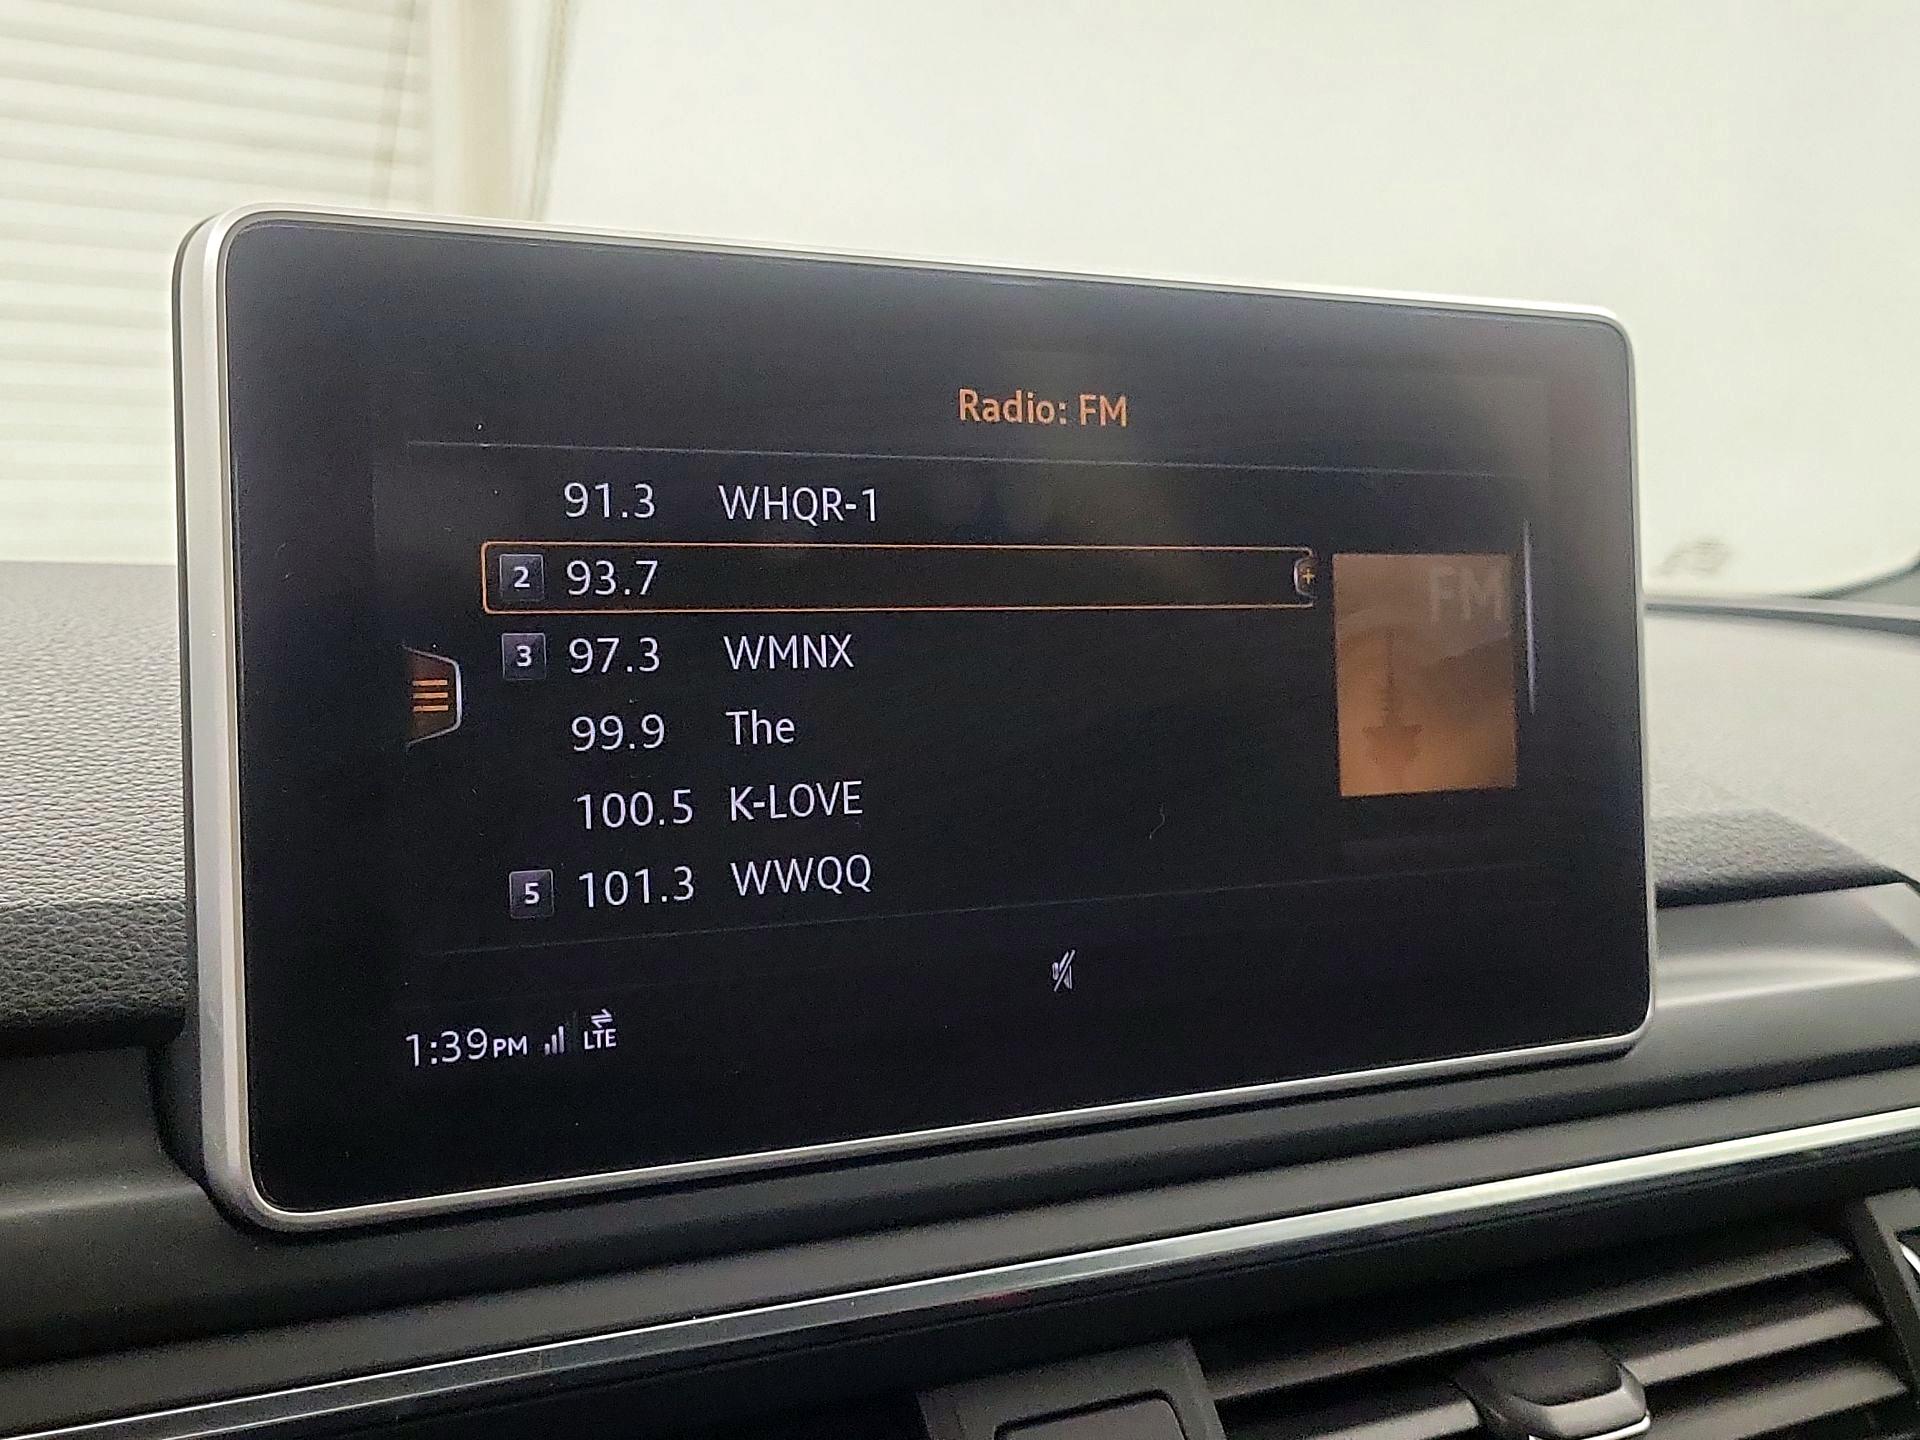 Radio: FM
91.3 WHQR-1
2 93.7 +
FM
3 97.3 WMNX
99.9 The
100.5 K-LOVE
5 101.3 WWQQ
1:39PM LTE